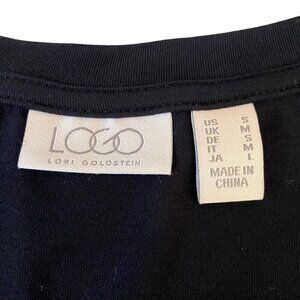 LOGO
LORI GOLDSTEIN
US S
UK M
DE S
IT M
JA L
MADE IN
CHINA